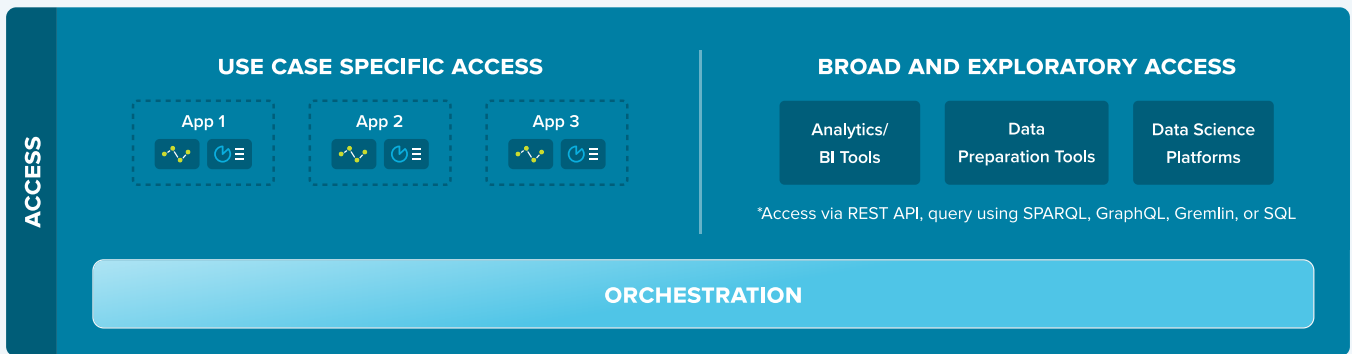 ACCESS
USE CASE SPECIFIC ACCESS
App 1
App 2
App 3
BROAD AND EXPLORATORY ACCESS
Analytics/
BI Tools
Data
Preparation Tools
Data Science
Platforms
*Access via REST API, query using SPARQL, GraphQL, Gremlin, or SQL
ORCHESTRATION